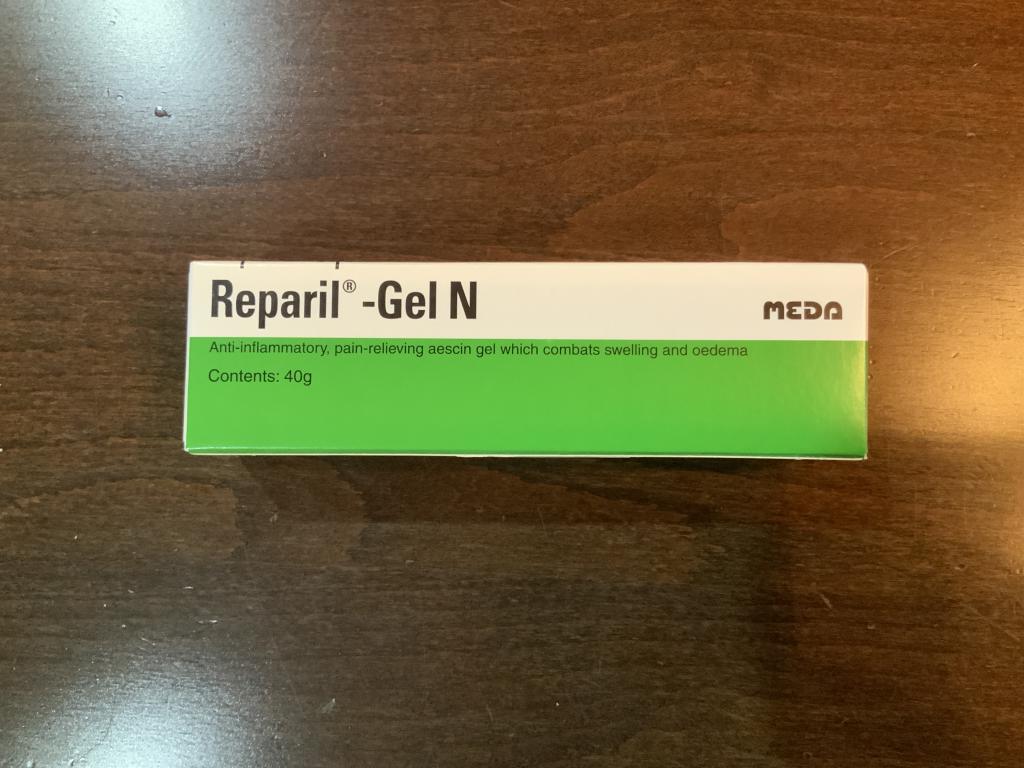 Reparil® -Gel N
MEDA
Anti-inflammatory, pain-relieving aescin gel which combats swelling and oedema
Contents: 40g